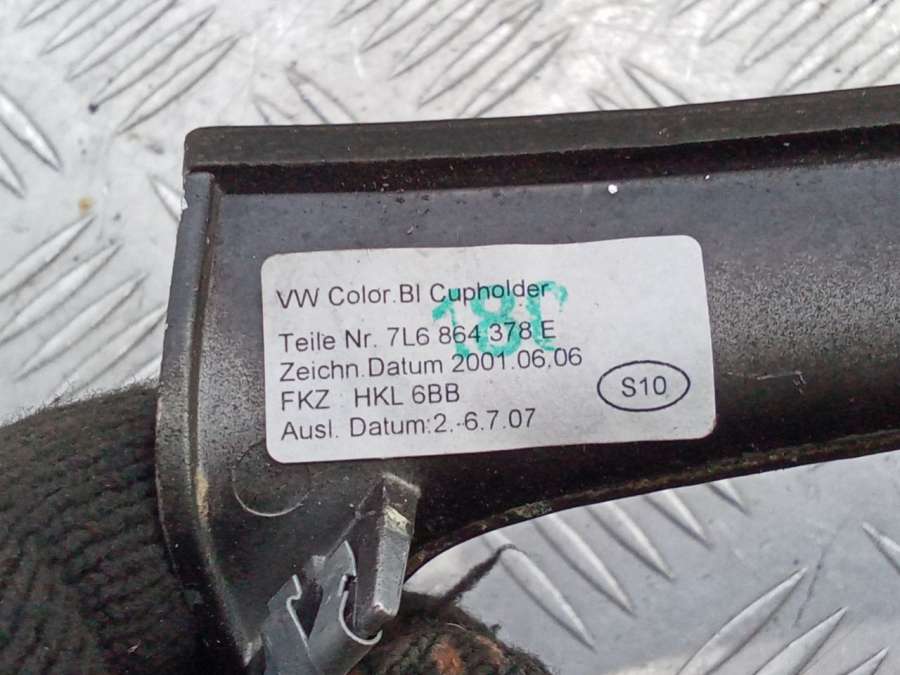 VW Color.BI Cupholder
Teile Nr. 7L6 864 378 E
Zeichn.Datum 2001.06.06
FKZ : HKL 6BB
Ausl. Datum:2.-6.7.07
S10